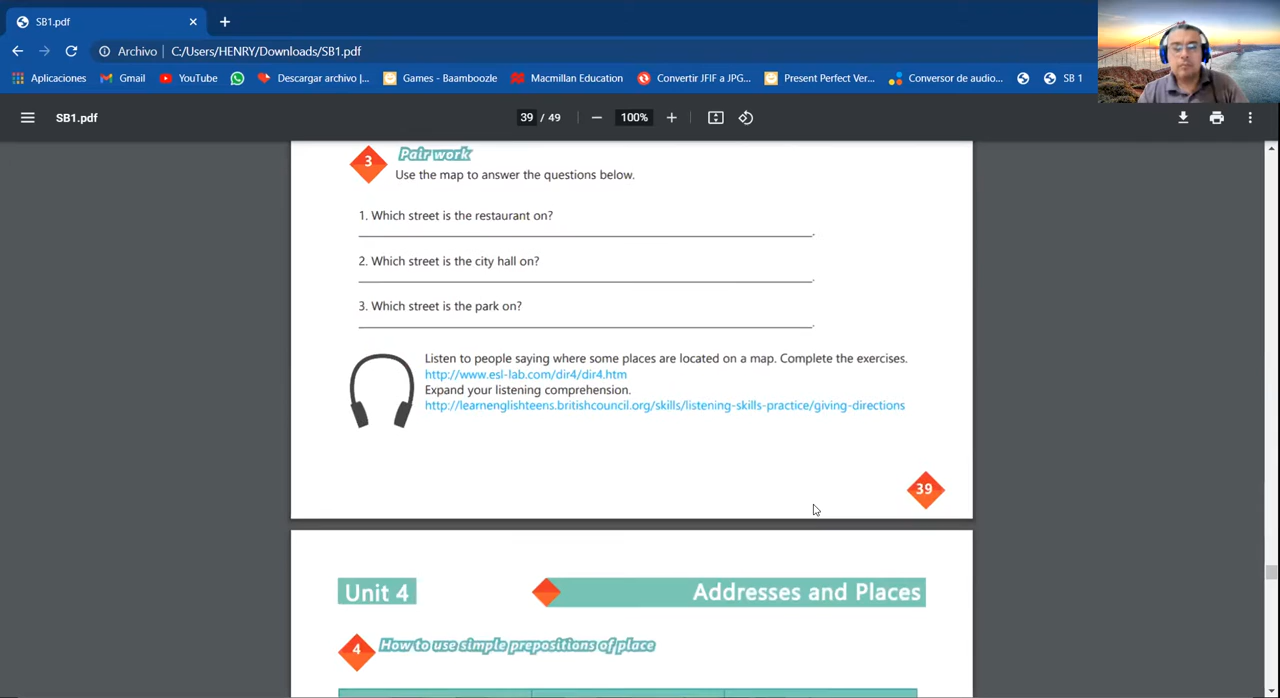 SB1.pdf
Archivo C:/Users/HENRY/Downloads/SB1.pdf
Aplicaciones Gmail YouTube Descargar archivo |... Games - Baamboozle Macmillan Education Convertir JFIF a JPG... Present Perfect Ver... Conversor de audio... SB 1
SB1.pdf 39 / 49 100%
3 Pair work
Use the map to answer the questions below.
1. Which street is the restaurant on?
2. Which street is the city hall on?
3. Which street is the park on?
Listen to people saying where some places are located on a map. Complete the exercises.
http://www.esl-lab.com/dir4/dir4.htm
Expand your listening comprehension.
http://learnenglishteens.britishcouncil.org/skills/listening-skills-practice/giving-directions
39
Unit 4 Addresses and Places
4 How to use simple prepositions of place